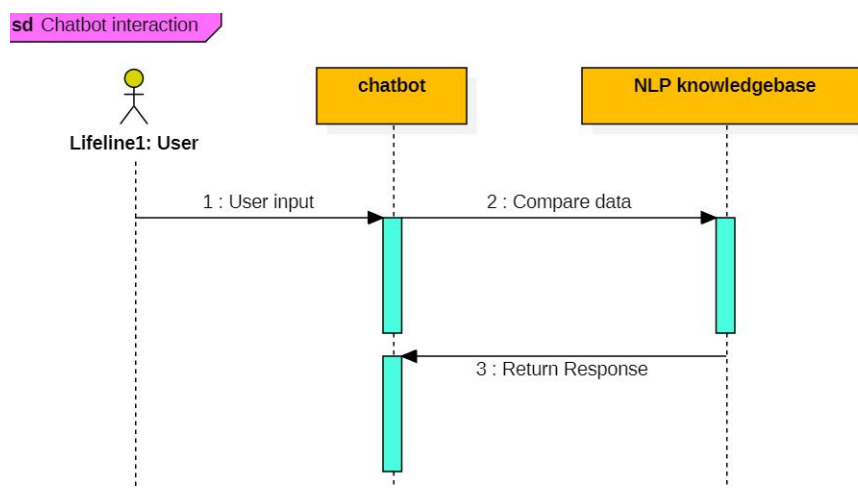 sd Chatbot interaction
chatbot
NLP knowledgebase
Lifeline1: User
1 : User input
2 : Compare data
3 : Return Response